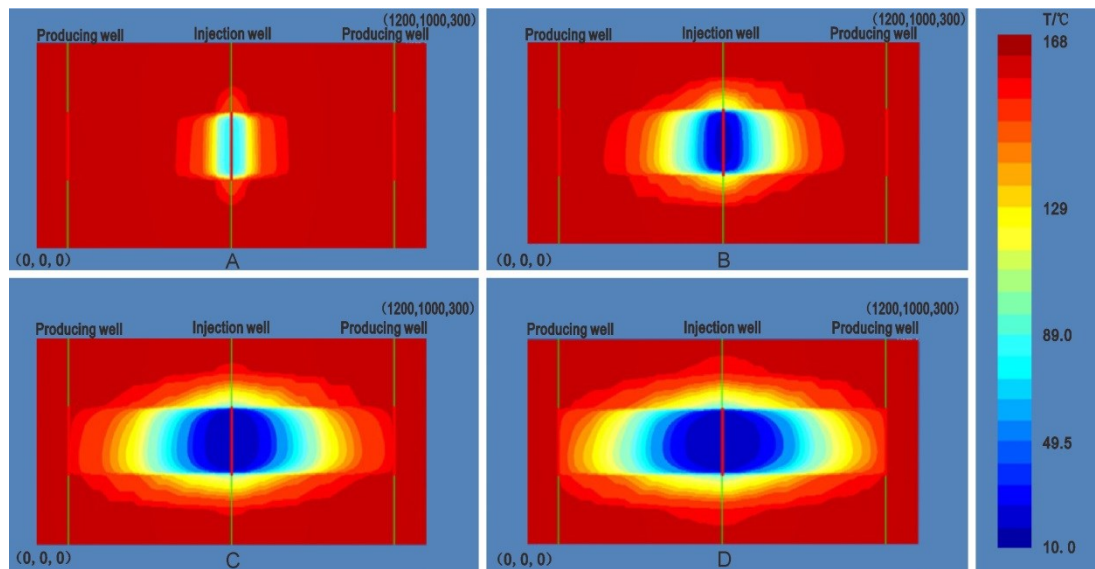 (1200,1000,300)
Producing well Injection well Producing well
(0, 0, 0) A
(1200,1000,300)
Producing well Injection well Producing well
(0, 0, 0) B
T/℃
168
129
89.0
49.5
10. 0
(1200,1000,300)
Producing well Injection well Producing well
(0, 0, 0) C
(1200,1000,300)
Producing well Injection well Producing well
(0, 0, 0) D